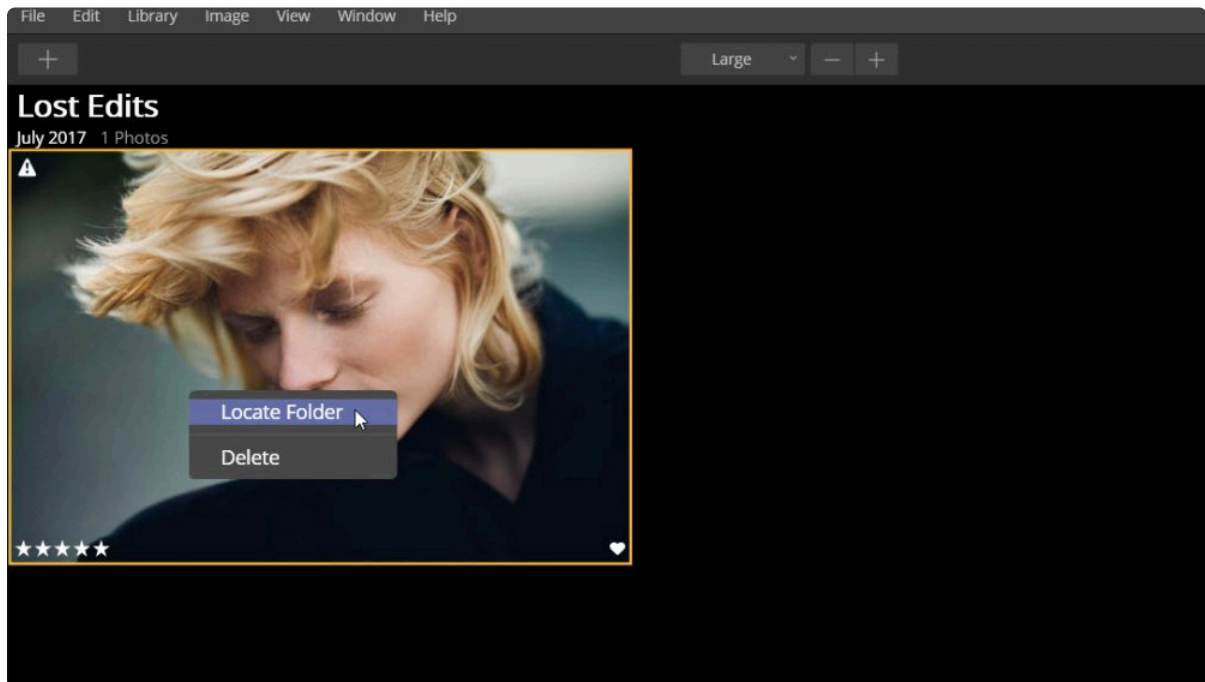 File Edit Library Image View Window Help
Large
Lost Edits
July 2017 1 Photos
Locate Folder
Delete